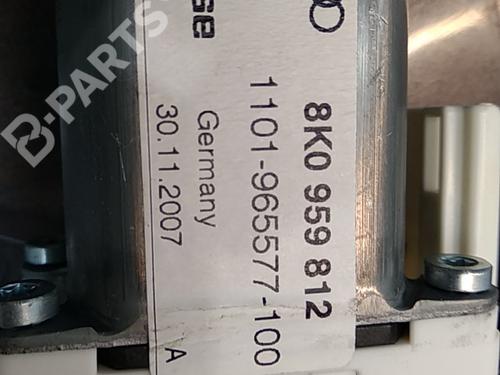 8K0 959 812
1101-965577-100
se
Germany
30.11.2007 A
B-PARTS